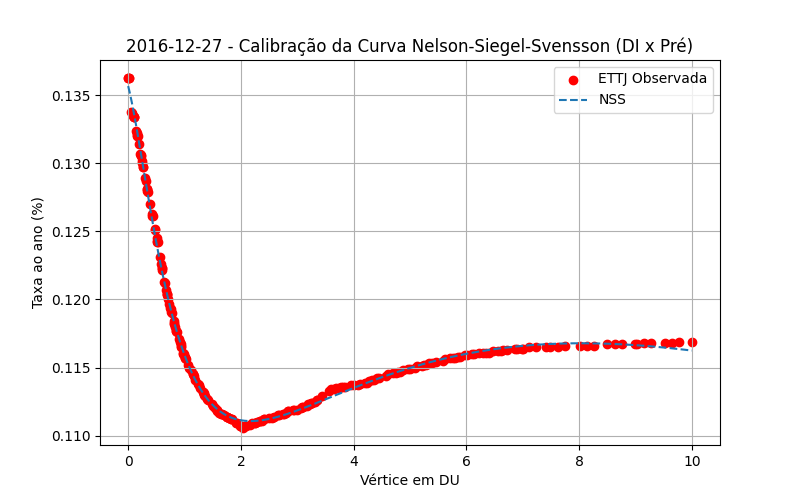 2016-12-27 - Calibração da Curva Nelson-Siegel-Svensson (DI x Pré)
ETTJ Observada
NSS
Taxa ao ano (%)
0.135
0.130
0.125
0.120
0.115
0.110
0 2 4 6 8 10
Vértice em DU